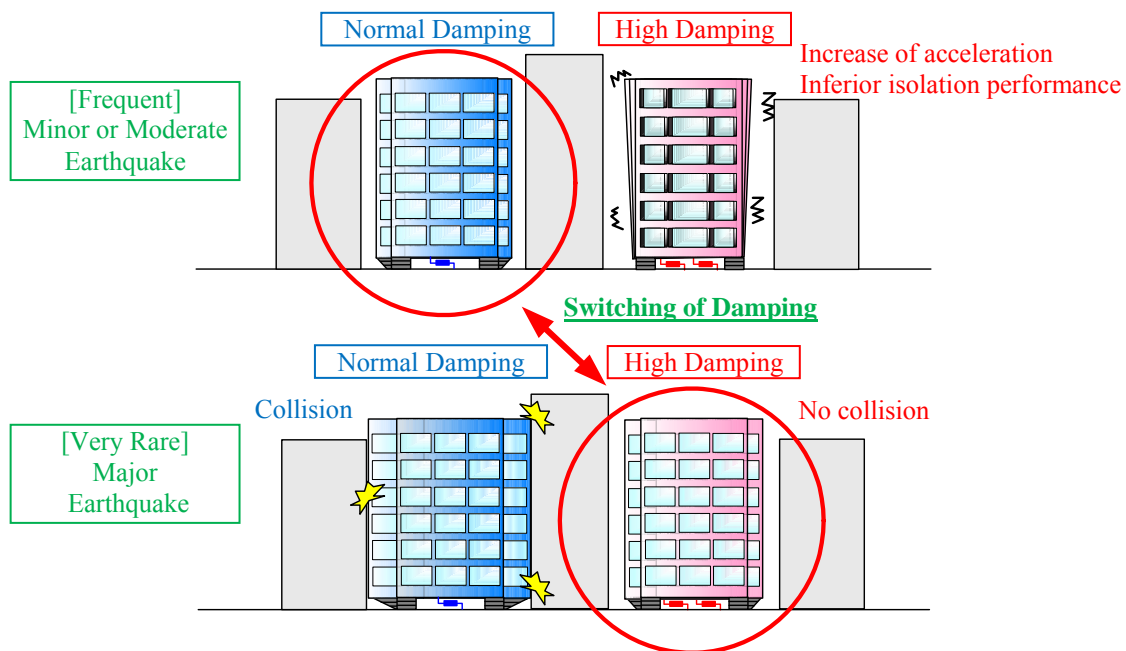 Normal Damping
High Damping
Increase of acceleration
Inferior isolation performance
[Frequent]
Minor or Moderate
Earthquake
Switching of Damping
Normal Damping
High Damping
Collision
No collision
[Very Rare]
Major
Earthquake